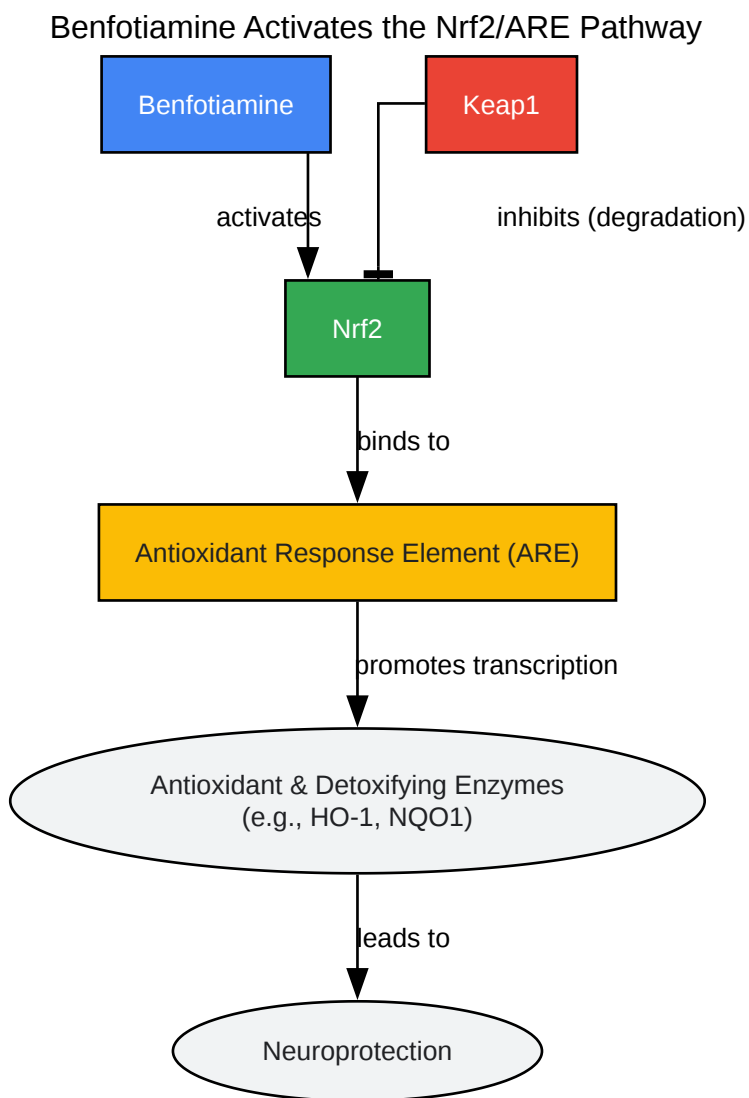 Benfotiamine Activates the Nrf2/ARE Pathway
Benfotiamine
Keap1
activates
inhibits (degradation)
Nrf2
binds to
Antioxidant Response Element (ARE)
promotes transcription
Antioxidant & Detoxifying Enzymes
(e.g., HO-1, NQO1)
leads to
Neuroprotection